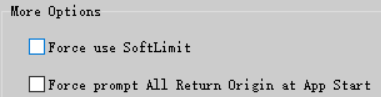 More Options
Force use SoftLimit
Force prompt All Return Origin at App Start